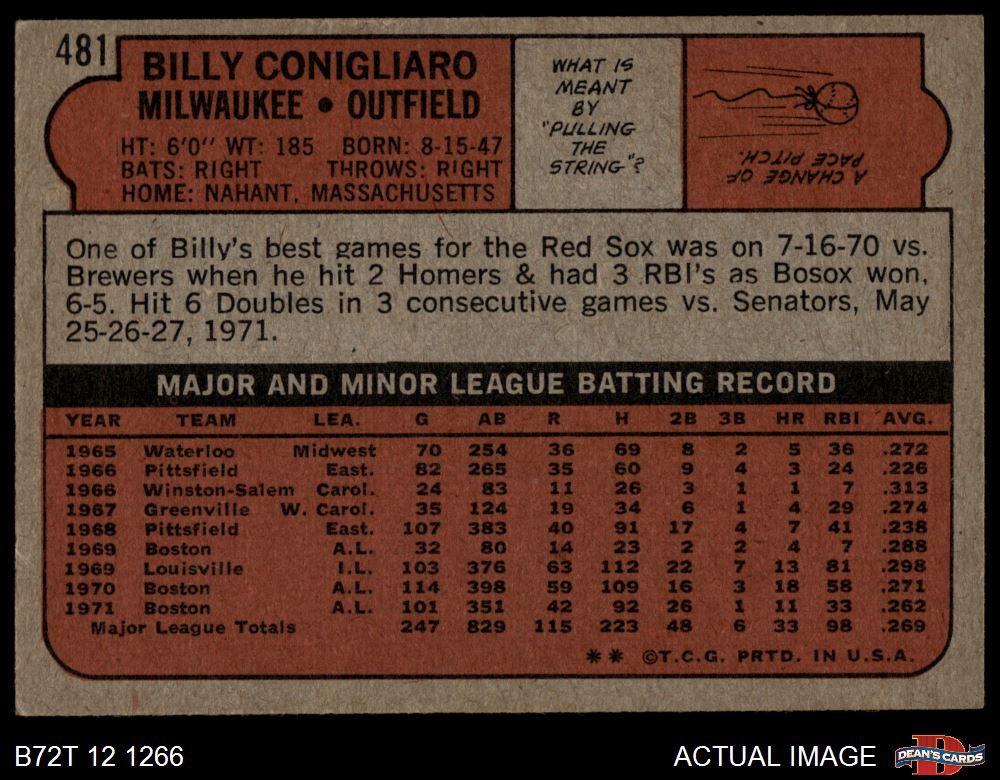 481
BILLY CONIGLIARO
MILWAUKEE • OUTFIELD
HT: 6'0" WT: 185 BORN: 8-15-47
BATS: RIGHT THROWS: RIGHT
HOME: NAHANT, MASSACHUSETTS
WHAT IS
MEANT
BY
"PULLING
THE
STRING"?
A CHANGE OF
PACE PITCH.
One of Billy's best games for the Red Sox was on 7-16-70 vs.
Brewers when he hit 2 Homers & had 3 RBI's as Bosox won,
6-5. Hit 6 Doubles in 3 consecutive games vs. Senators, May
25-26-27, 1971.
MAJOR AND MINOR LEAGUE BATTING RECORD
YEAR TEAM LEA. G AB R H 2B 3B HR RBI AVG.
1965 Waterloo Midwest 70 254 36 69 8 2 5 36 .272
1966 Pittsfield East. 82 265 35 60 9 4 3 24 .226
1966 Winston-Salem Carol. 24 83 11 26 3 1 1 7 .313
1967 Greenville W. Carol. 35 124 19 34 6 1 4 29 .274
1968 Pittsfield East. 107 383 40 91 17 4 7 41 .238
1969 Boston A.L. 32 80 14 23 2 2 4 7 .288
1969 Louisville I.L. 103 376 63 112 22 7 13 81 .298
1970 Boston A.L. 114 398 59 109 16 3 18 58 .271
1971 Boston A.L. 101 351 42 92 26 1 11 33 .262
Major League Totals 247 829 115 223 48 6 33 98 .269
** ©T.C.G. PRTD. IN U.S.A.
B72T 12 1266
ACTUAL IMAGE
D
DEAN'S CARDS